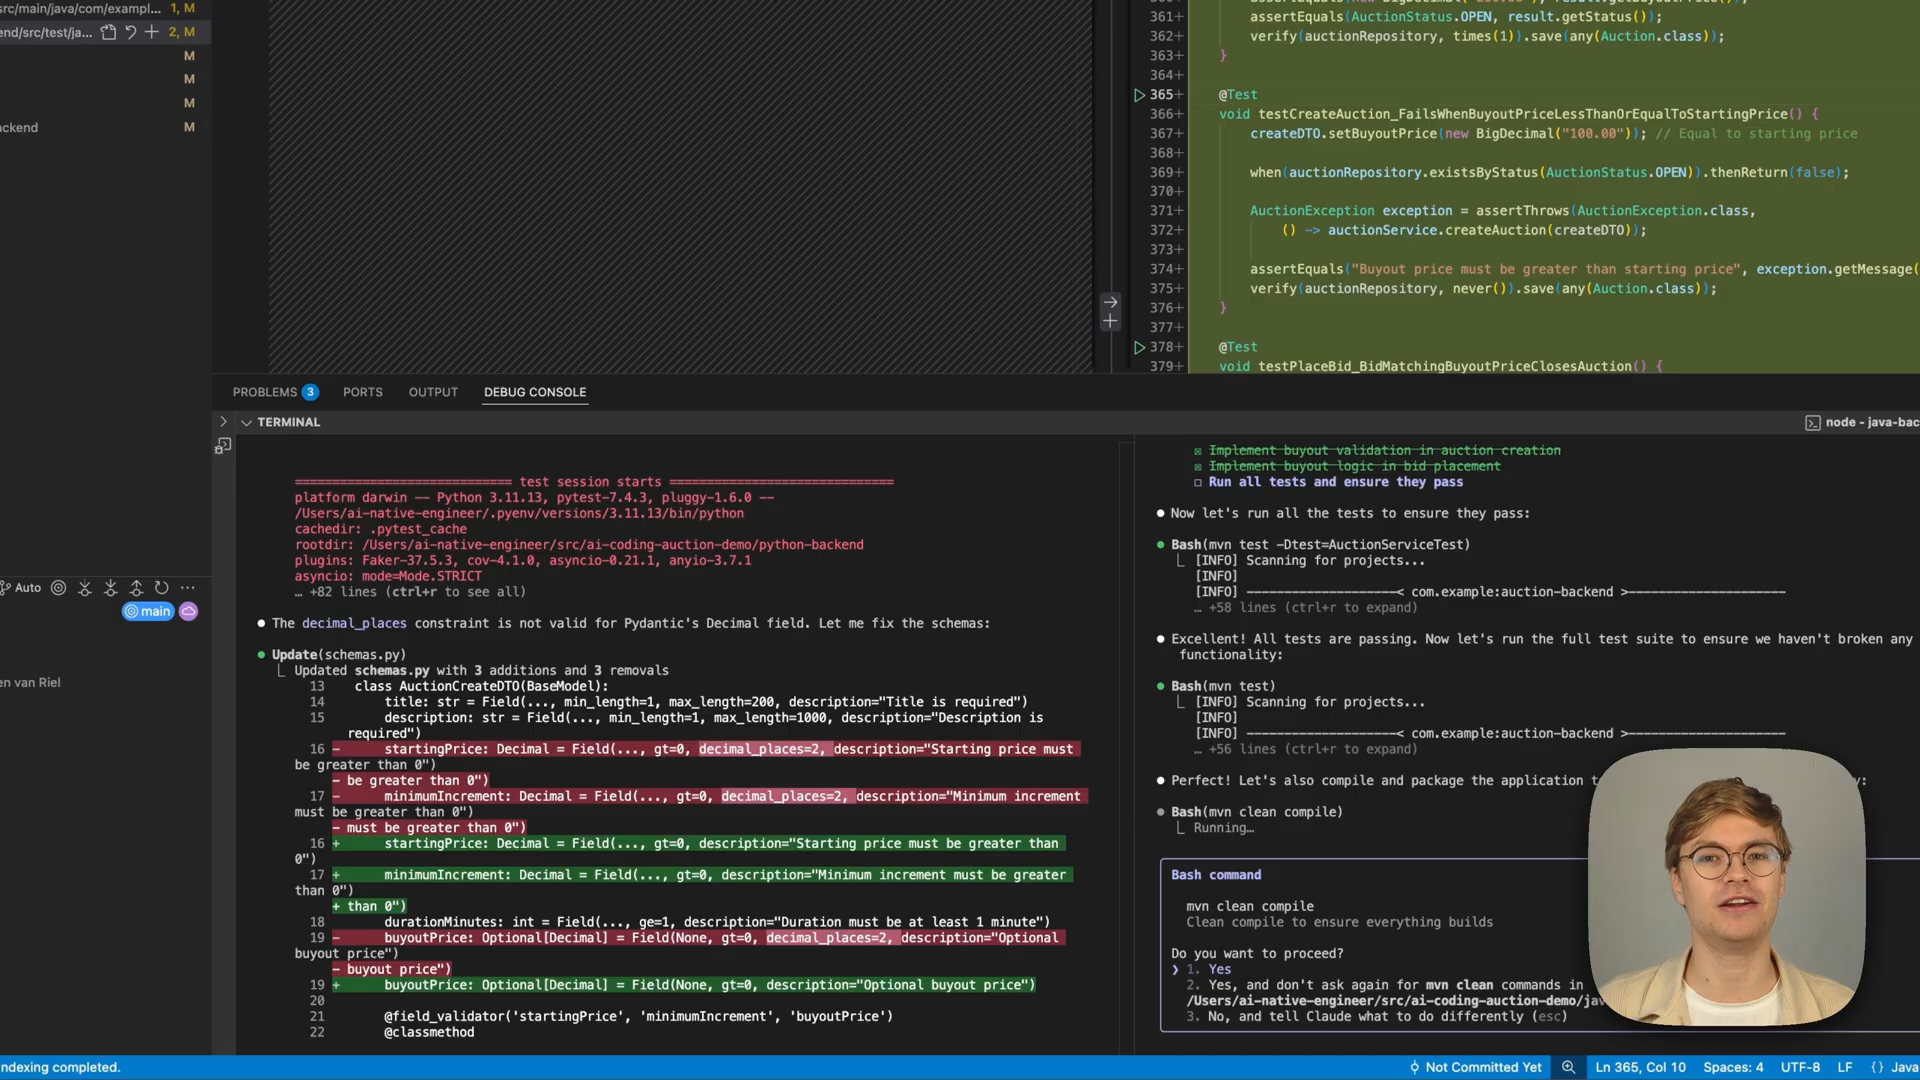 src/main/java/com/exampl... 1, M
end/src/test/ja... 2, M
M
M
M
ackend M
Auto
main
en van Riel
361+ assertEquals(AuctionStatus.OPEN, result.getStatus());
362+ verify(auctionRepository, times(1)).save(any(Auction.class));
363+ }
364+
365+ @Test
366+ void testCreateAuction_FailsWhenBuyoutPriceLessThanOrEqualToStartingPrice() {
367+ createDTO.setBuyoutPrice(new BigDecimal("100.00")); // Equal to starting price
368+
369+ when(auctionRepository.existsByStatus(AuctionStatus.OPEN)).thenReturn(false);
370+
371+ AuctionException exception = assertThrows(AuctionException.class,
372+ () -> auctionService.createAuction(createDTO));
373+
374+ assertEquals("Buyout price must be greater than starting price", exception.getMessage(
375+ verify(auctionRepository, never()).save(any(Auction.class));
376+ }
377+
378+ @Test
379+ void testPlaceBid_BidMatchingBuyoutPriceClosesAuction() {
PROBLEMS 3 PORTS OUTPUT DEBUG CONSOLE
TERMINAL
node - java-bac
============================ test session starts =============================
platform darwin -- Python 3.11.13, pytest-7.4.3, pluggy-1.6.0 --
/Users/ai-native-engineer/.pyenv/versions/3.11.13/bin/python
cachedir: .pytest_cache
rootdir: /Users/ai-native-engineer/src/ai-coding-auction-demo/python-backend
plugins: Faker-37.5.3, cov-4.1.0, asyncio-0.21.1, anyio-3.7.1
asyncio: mode=Mode.STRICT
… +82 lines (ctrl+r to see all)
● The decimal_places constraint is not valid for Pydantic's Decimal field. Let me fix the schemas:
● Update(schemas.py)
⎿ Updated schemas.py with 3 additions and 3 removals
13 class AuctionCreateDTO(BaseModel):
14 title: str = Field(..., min_length=1, max_length=200, description="Title is required")
15 description: str = Field(..., min_length=1, max_length=1000, description="Description is
required")
16 - startingPrice: Decimal = Field(..., gt=0, decimal_places=2, description="Starting price must
be greater than 0")
- be greater than 0")
17 - minimumIncrement: Decimal = Field(..., gt=0, decimal_places=2, description="Minimum increment
must be greater than 0")
- must be greater than 0")
16 + startingPrice: Decimal = Field(..., gt=0, description="Starting price must be greater than
0")
17 + minimumIncrement: Decimal = Field(..., gt=0, description="Minimum increment must be greater
than 0")
+ than 0")
18 durationMinutes: int = Field(..., ge=1, description="Duration must be at least 1 minute")
19 - buyoutPrice: Optional[Decimal] = Field(None, gt=0, decimal_places=2, description="Optional
buyout price")
- buyout price")
19 + buyoutPrice: Optional[Decimal] = Field(None, gt=0, description="Optional buyout price")
20
21 @field_validator('startingPrice', 'minimumIncrement', 'buyoutPrice')
22 @classmethod
☒ Implement buyout validation in auction creation
☒ Implement buyout logic in bid placement
☐ Run all tests and ensure they pass
● Now let's run all the tests to ensure they pass:
● Bash(mvn test -Dtest=AuctionServiceTest)
⎿ [INFO] Scanning for projects...
[INFO]
[INFO] --------------------< com.example:auction-backend >---------------------
… +58 lines (ctrl+r to expand)
● Excellent! All tests are passing. Now let's run the full test suite to ensure we haven't broken any
functionality:
● Bash(mvn test)
⎿ [INFO] Scanning for projects...
[INFO]
[INFO] --------------------< com.example:auction-backend >---------------------
… +56 lines (ctrl+r to expand)
● Perfect! Let's also compile and package the application
● Bash(mvn clean compile)
⎿ Running…
Bash command
mvn clean compile
Clean compile to ensure everything builds
Do you want to proceed?
❯ 1. Yes
2. Yes, and don't ask again for mvn clean commands in
/Users/ai-native-engineer/src/ai-coding-auction-demo/jav
3. No, and tell Claude what to do differently (esc)
ndexing completed.
Not Committed Yet Ln 365, Col 10 Spaces: 4 UTF-8 LF {} Java